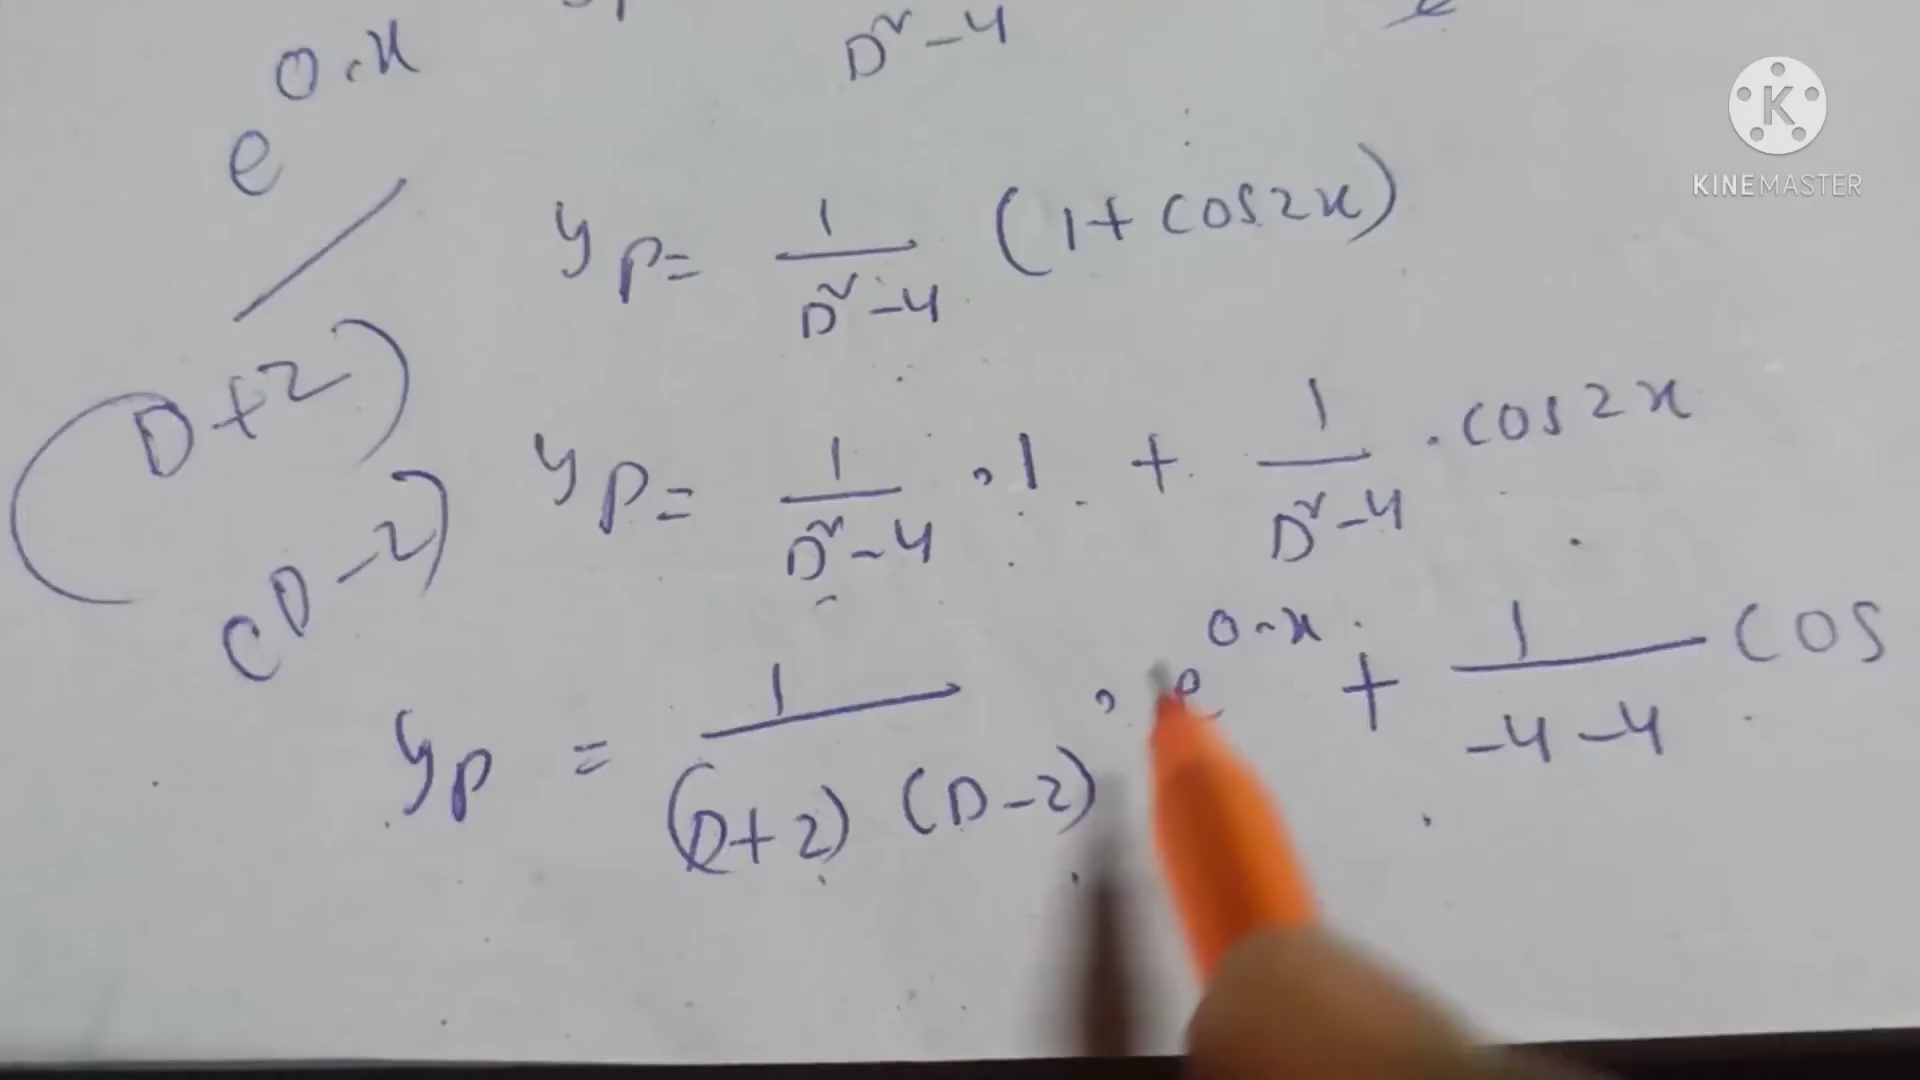 D² - 4
e^0.x
K
KINEMASTER
y_p = 1/(D² - 4) (1 + cos2x)
(D + 2)
(D - 2)
y_p = 1/(D² - 4) . 1 + 1/(D² - 4) . cos2x
y_p = 1/((D + 2) (D - 2)) . e^0.x + 1/(-4 - 4) cos